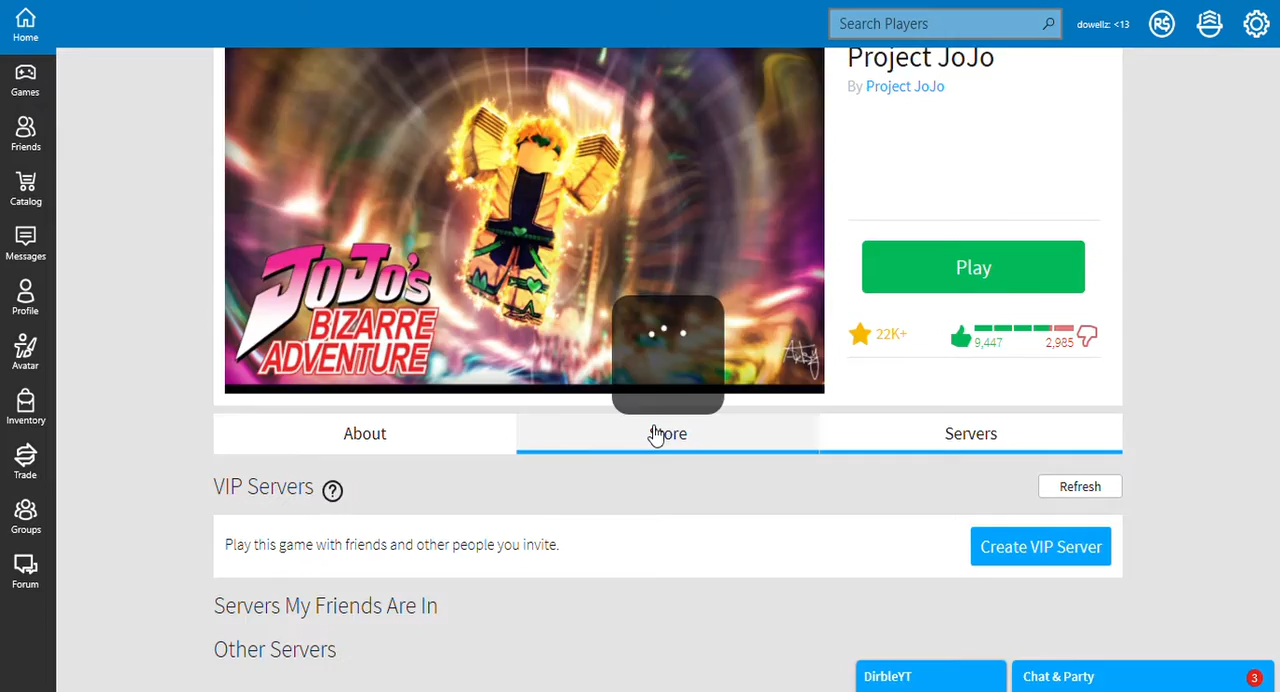 Home
Search Players
dowellz: <13
R$
Games
Friends
Catalog
Messages
Profile
Avatar
Inventory
Trade
Groups
Forum
JOJO'S
BIZARRE
ADVENTURE
Project JoJo
By Project JoJo
Play
22K+
9,447
2,985
About
Servers
VIP Servers ?
Refresh
Play this game with friends and other people you invite.
Create VIP Server
Servers My Friends Are In
Other Servers
DirbleYT
Chat & Party 3